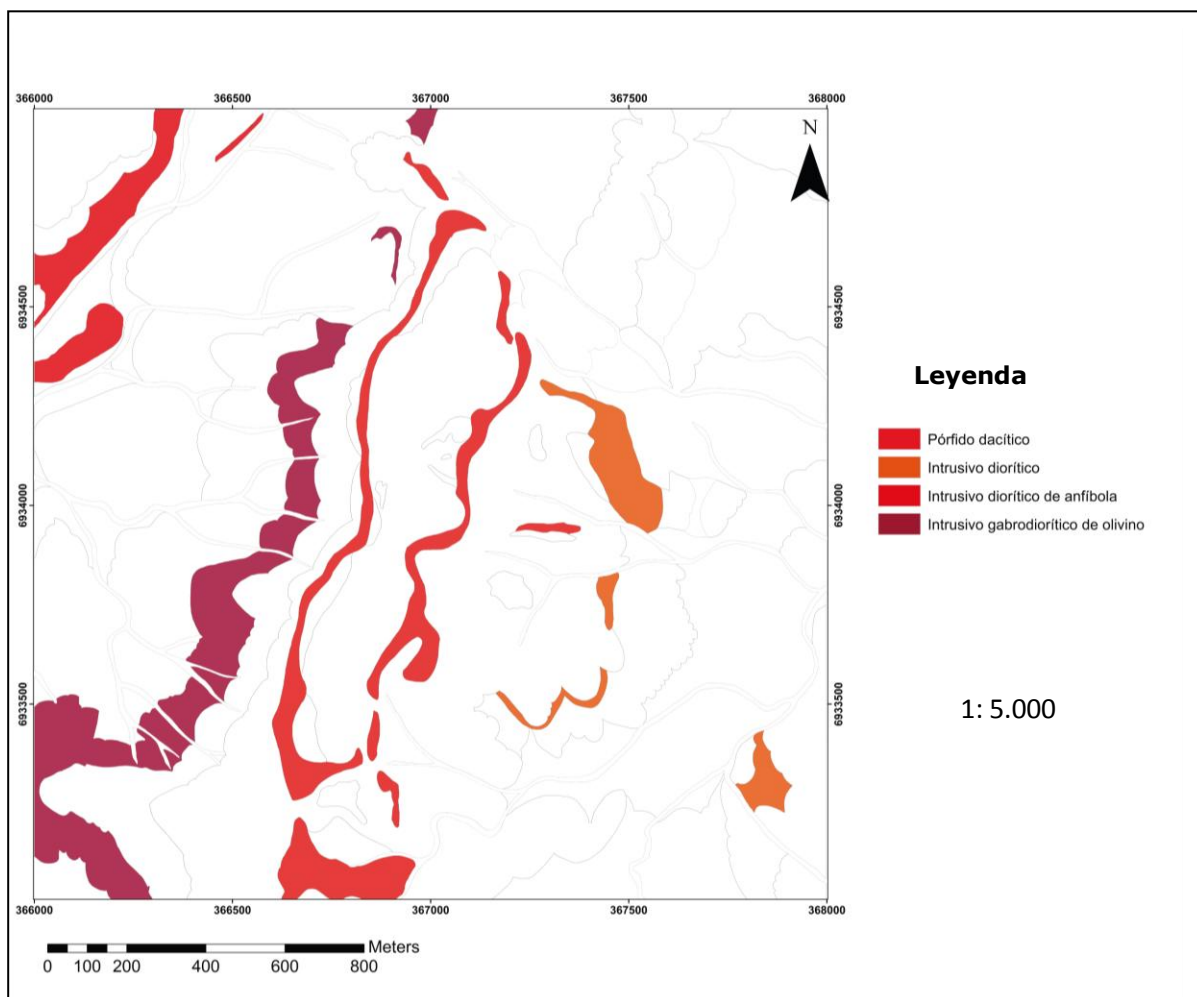 366000 366500 367000 367500 368000
N
6934500 6934500
Leyenda
Pórfido dacítico
Intrusivo diorítico
6934000 6934000
Intrusivo diorítico de anfíbola
Intrusivo gabrodiorítico de olivino
6933500 6933500
1: 5.000
366000 366500 367000 367500 368000
Meters
0 100 200 400 600 800